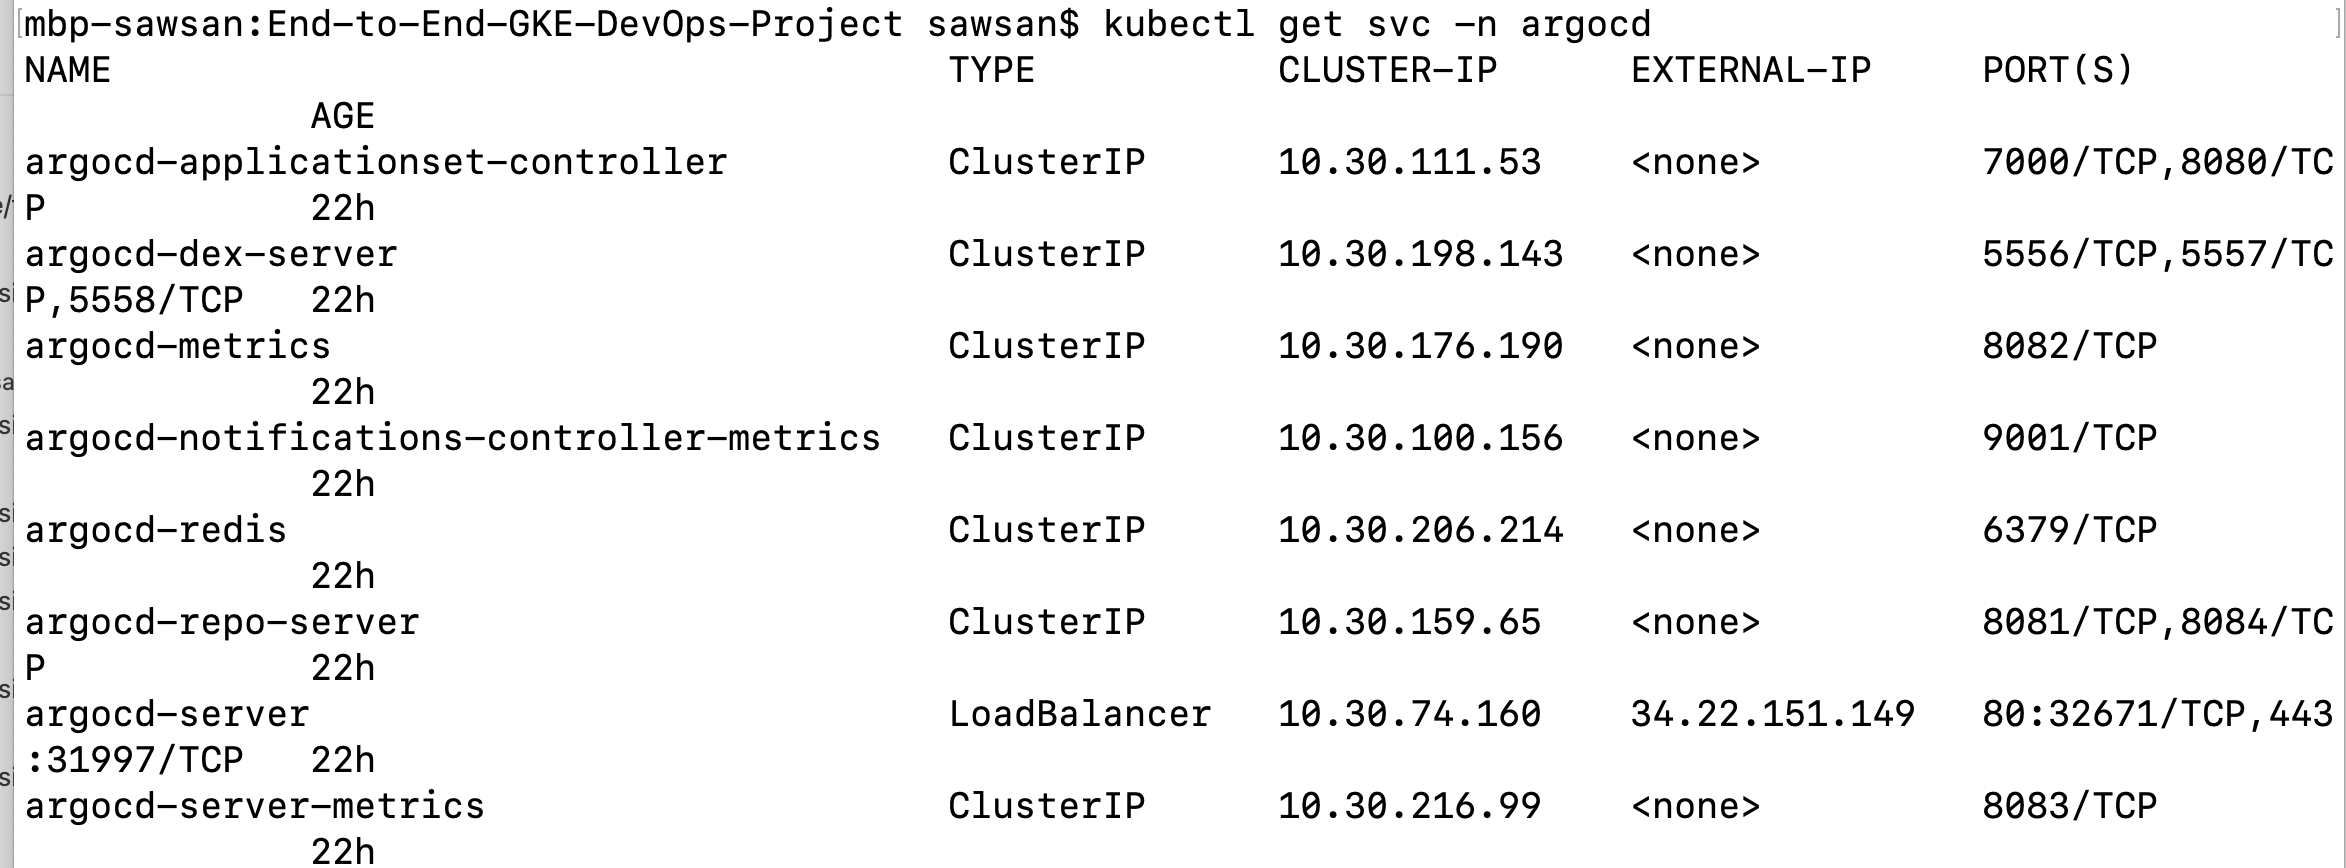 mbp-sawsan:End-to-End-GKE-DevOps-Project sawsan$ kubectl get svc -n argocd
NAME TYPE CLUSTER-IP EXTERNAL-IP PORT(S)
AGE
argocd-applicationset-controller ClusterIP 10.30.111.53 <none> 7000/TCP,8080/TC
P 22h
argocd-dex-server ClusterIP 10.30.198.143 <none> 5556/TCP,5557/TC
P,5558/TCP 22h
argocd-metrics ClusterIP 10.30.176.190 <none> 8082/TCP
22h
argocd-notifications-controller-metrics ClusterIP 10.30.100.156 <none> 9001/TCP
22h
argocd-redis ClusterIP 10.30.206.214 <none> 6379/TCP
22h
argocd-repo-server ClusterIP 10.30.159.65 <none> 8081/TCP,8084/TC
P 22h
argocd-server LoadBalancer 10.30.74.160 34.22.151.149 80:32671/TCP,443
:31997/TCP 22h
argocd-server-metrics ClusterIP 10.30.216.99 <none> 8083/TCP
22h